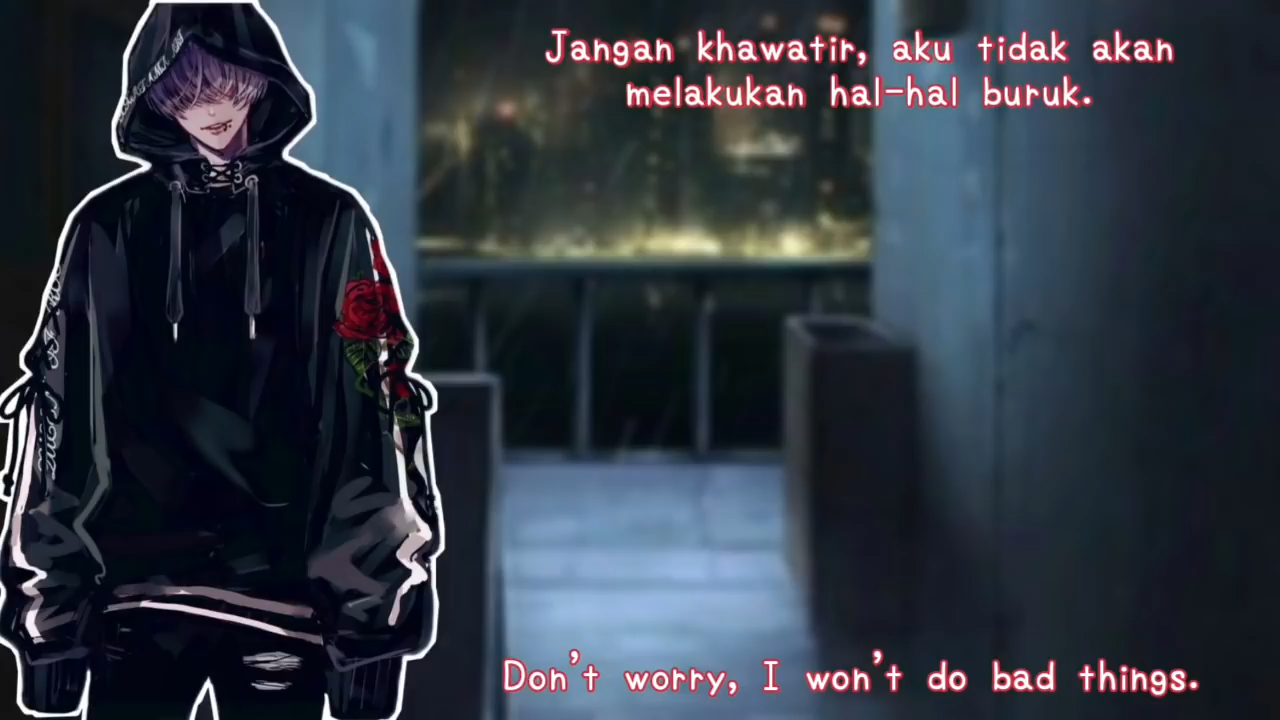 Jangan khawatir, aku tidak akan
melakukan hal-hal buruk.
Don't worry, I won't do bad things.